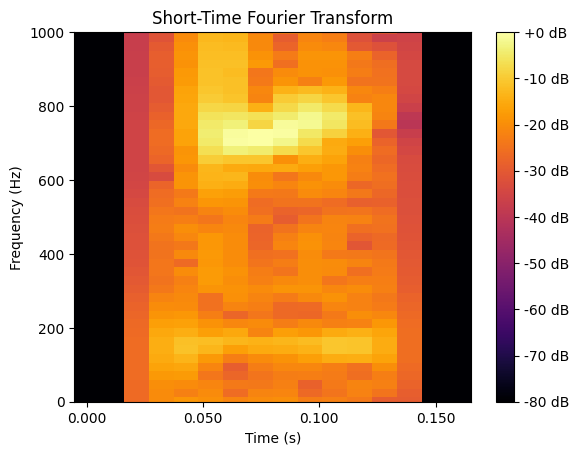 Short-Time Fourier Transform
1000
800
600
400
200
0
Frequency (Hz)
0.000
0.050
0.100
0.150
Time (s)
+0 dB
-10 dB
-20 dB
-30 dB
-40 dB
-50 dB
-60 dB
-70 dB
-80 dB